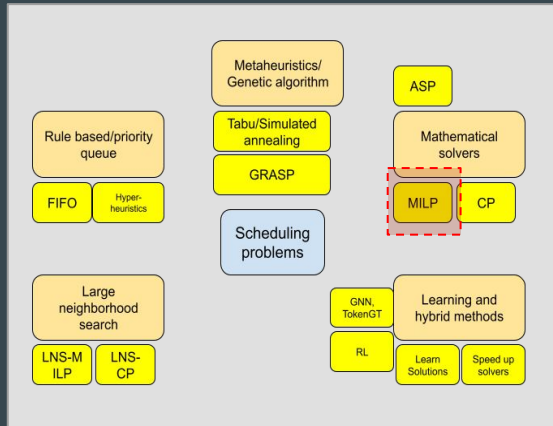 Metaheuristics/
Genetic algorithm
ASP
Rule based/priority
queue
Tabu/Simulated
annealing
Mathematical
solvers
GRASP
FIFO
Hyper-
heuristics
MILP
CP
Scheduling
problems
Large
neighborhood
search
GNN,
TokenGT
Learning and
hybrid methods
RL
LNS-M
ILP
LNS-
CP
Learn
Solutions
Speed up
solvers